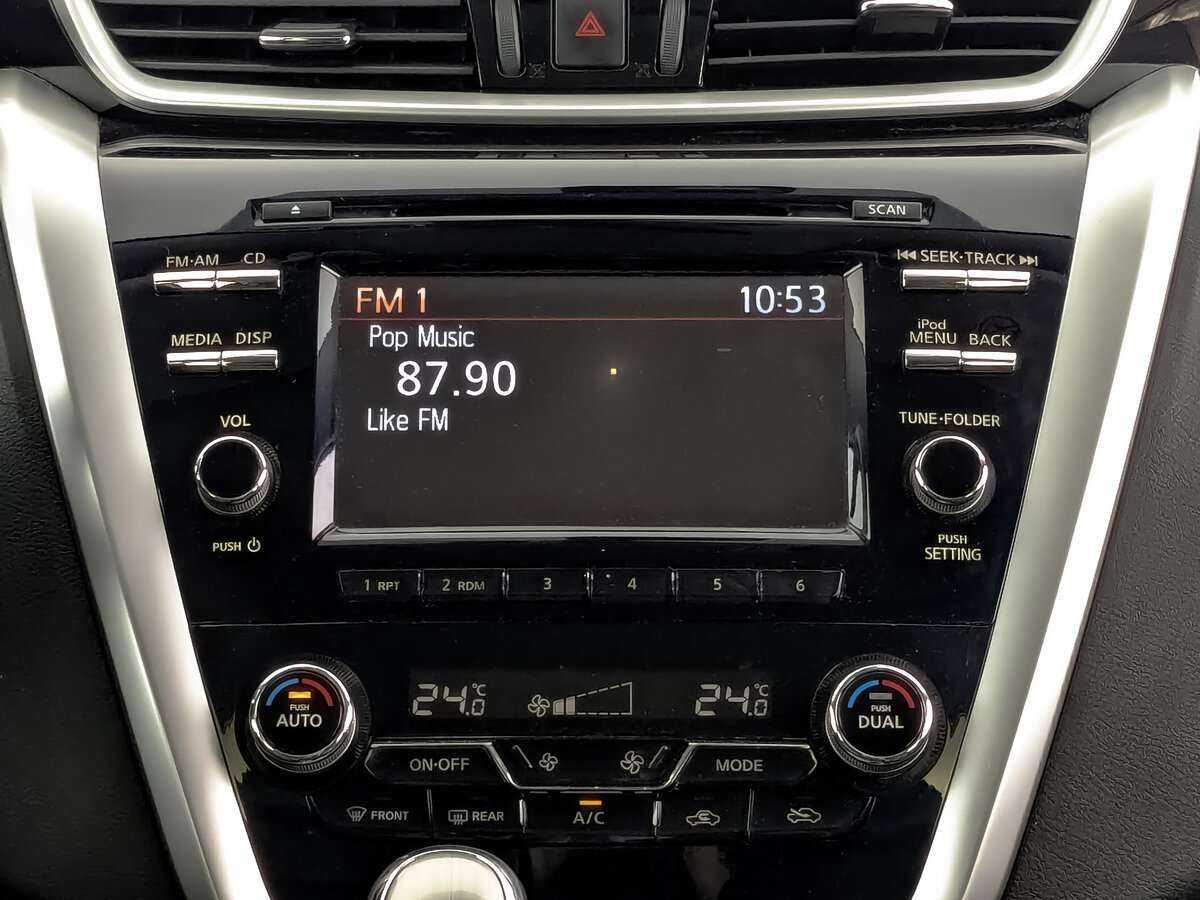 SCAN
FM·AM CD
SEEK·TRACK
FM 1 10:53
Pop Music
87.90
Like FM
MEDIA DISP
iPod
MENU BACK
VOL
TUNE·FOLDER
PUSH
PUSH
SETTING
1 RPT 2 RDM 3 4 5 6
PUSH
AUTO
24.0 °C
24.0 °C
PUSH
DUAL
ON·OFF
MODE
FRONT
REAR
A/C